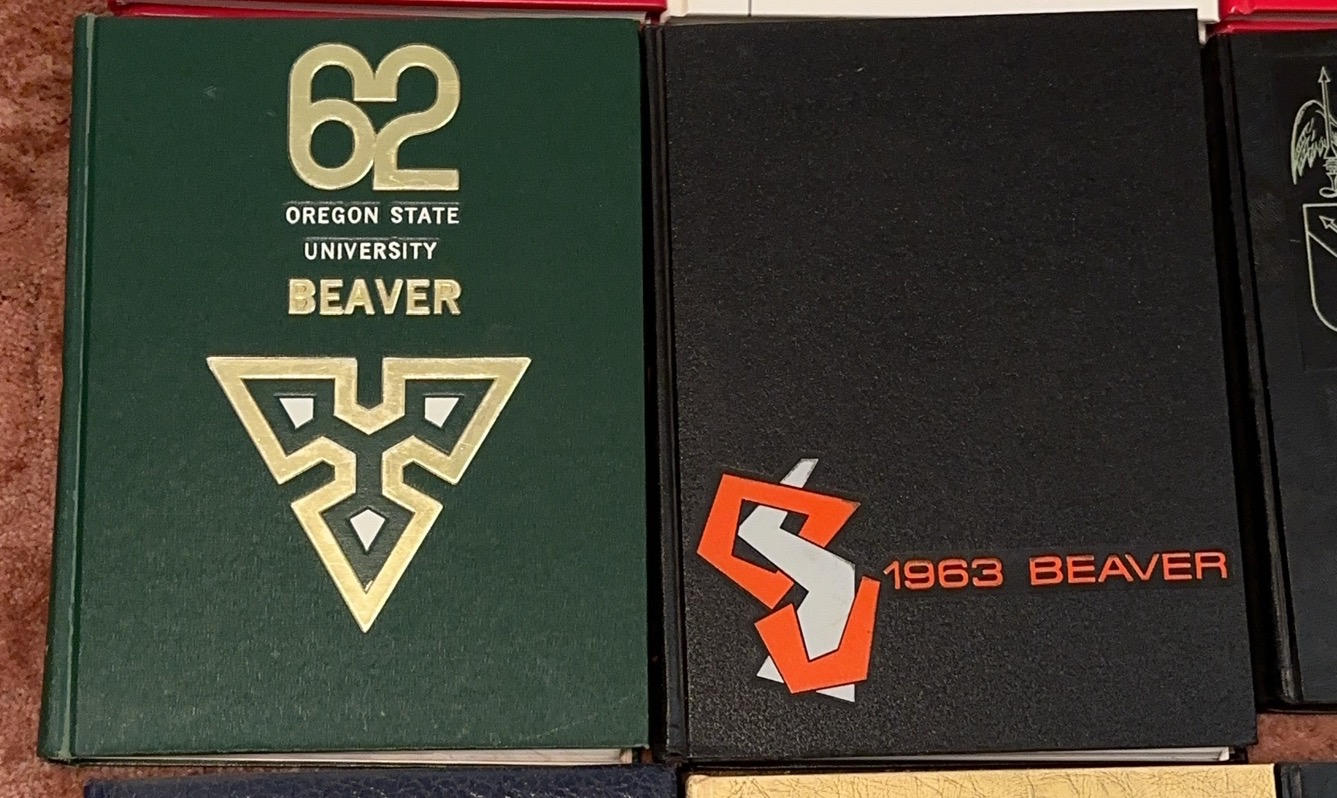 62
OREGON STATE
UNIVERSITY
BEAVER
1963 BEAVER